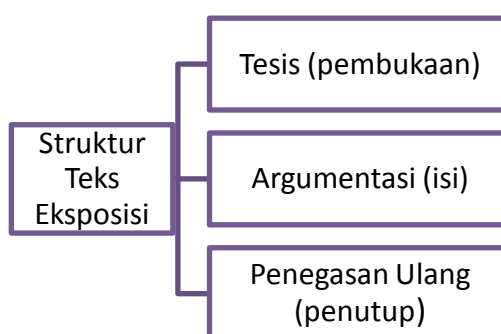 Struktur
Teks
Eksposisi
Tesis (pembukaan)
Argumentasi (isi)
Penegasan Ulang
(penutup)